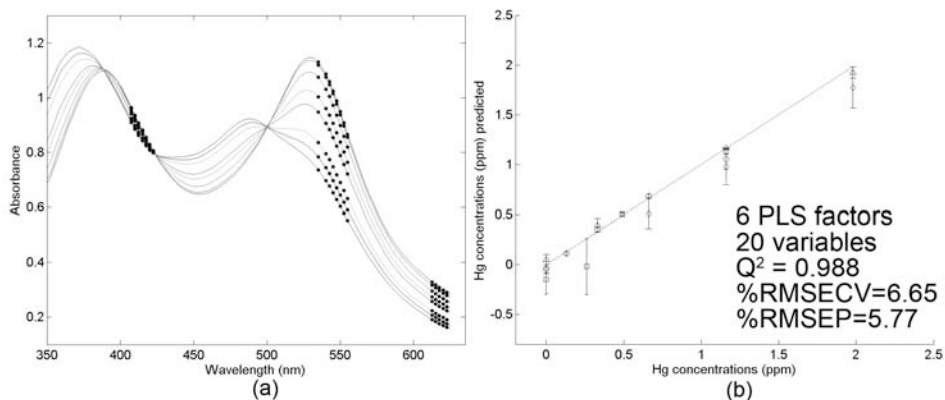 1.2
1
0.8
0.6
0.4
0.2
Absorbance
350 400 450 500 550 600
Wavelength (nm)
(a)
2.5
2
1.5
1
0.5
0
-0.5
Hg concentrations (ppm) predicted
6 PLS factors
20 variables
Q² = 0.988
%RMSECV=6.65
%RMSEP=5.77
0 0.5 1 1.5 2 2.5
Hg concentrations (ppm)
(b)